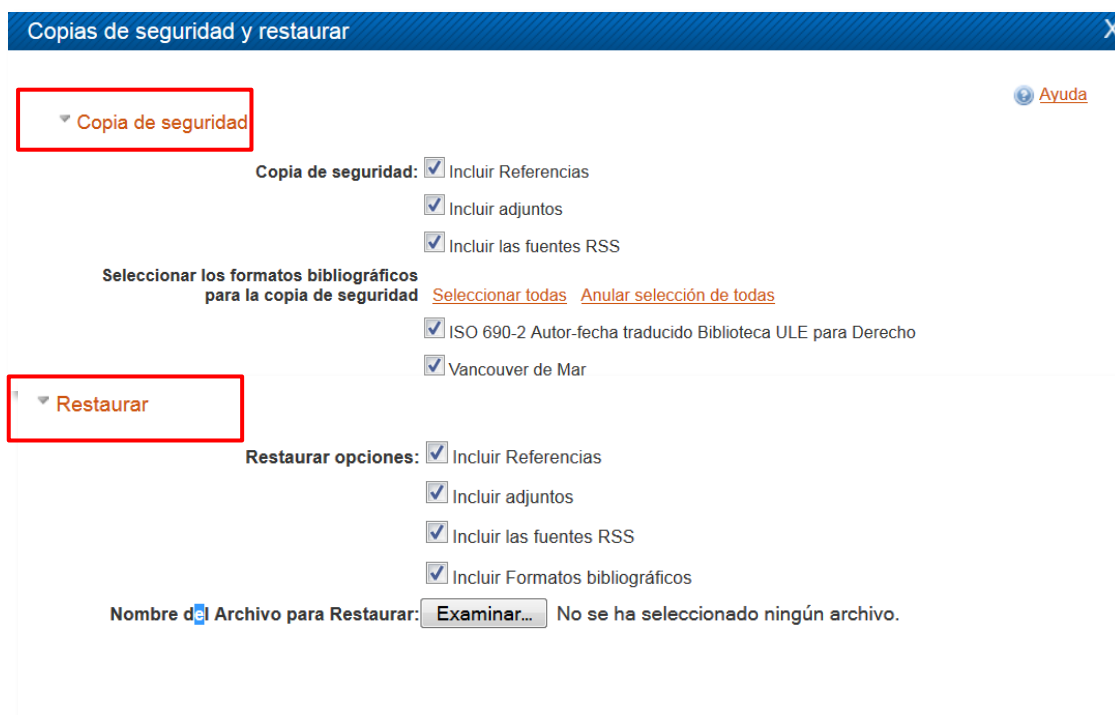 Copias de seguridad y restaurar X
Ayuda
Copia de seguridad
Copia de seguridad: Incluir Referencias
Incluir adjuntos
Incluir las fuentes RSS
Seleccionar los formatos bibliográficos
para la copia de seguridad Seleccionar todas Anular selección de todas
ISO 690-2 Autor-fecha traducido Biblioteca ULE para Derecho
Vancouver de Mar
Restaurar
Restaurar opciones: Incluir Referencias
Incluir adjuntos
Incluir las fuentes RSS
Incluir Formatos bibliográficos
Nombre del Archivo para Restaurar: Examinar... No se ha seleccionado ningún archivo.